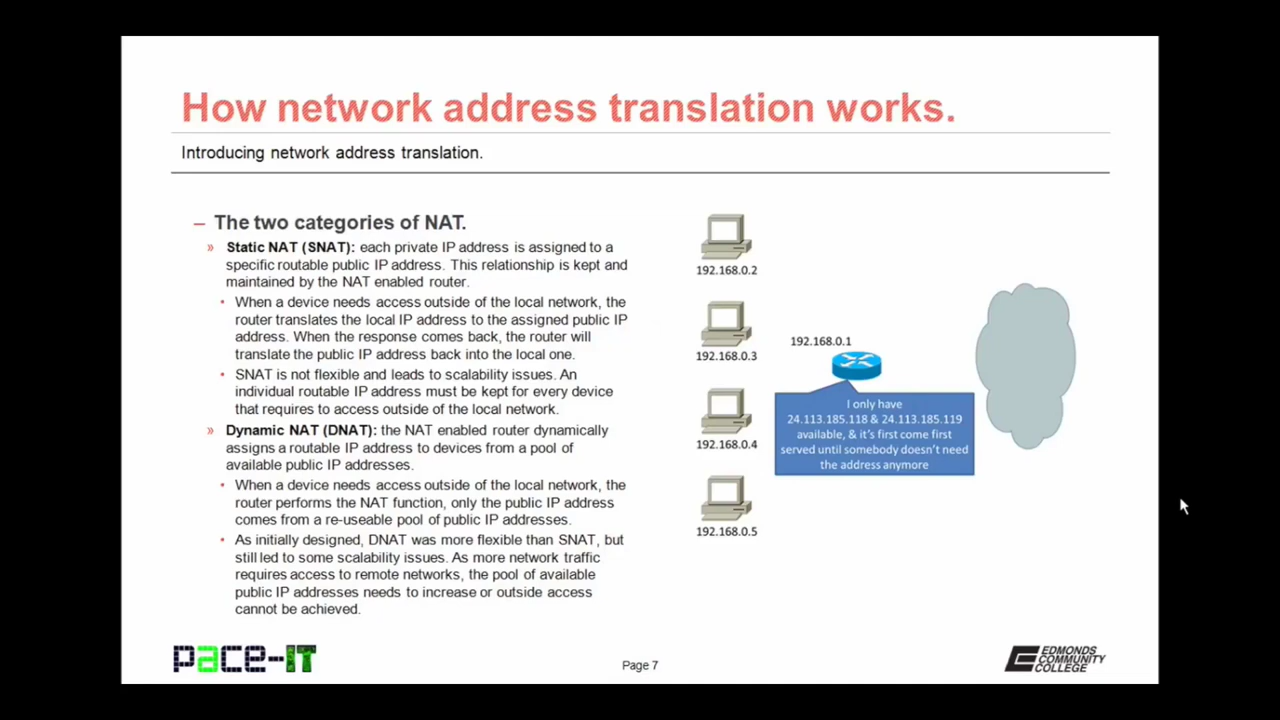 How network address translation works.
Introducing network address translation.
– The two categories of NAT.
» Static NAT (SNAT): each private IP address is assigned to a
specific routable public IP address. This relationship is kept and
maintained by the NAT enabled router.
• When a device needs access outside of the local network, the
router translates the local IP address to the assigned public IP
address. When the response comes back, the router will
translate the public IP address back into the local one.
• SNAT is not flexible and leads to scalability issues. An
individual routable IP address must be kept for every device
that requires to access outside of the local network.
» Dynamic NAT (DNAT): the NAT enabled router dynamically
assigns a routable IP address to devices from a pool of
available public IP addresses.
• When a device needs access outside of the local network, the
router performs the NAT function, only the public IP address
comes from a re-useable pool of public IP addresses.
• As initially designed, DNAT was more flexible than SNAT, but
still led to some scalability issues. As more network traffic
requires access to remote networks, the pool of available
public IP addresses needs to increase or outside access
cannot be achieved.
192.168.0.2
192.168.0.3
192.168.0.4
192.168.0.5
192.168.0.1
I only have
24.113.185.118 & 24.113.185.119
available, & it's first come first
served until somebody doesn't need
the address anymore
pace-IT
Page 7
EDMONDS
COMMUNITY
COLLEGE